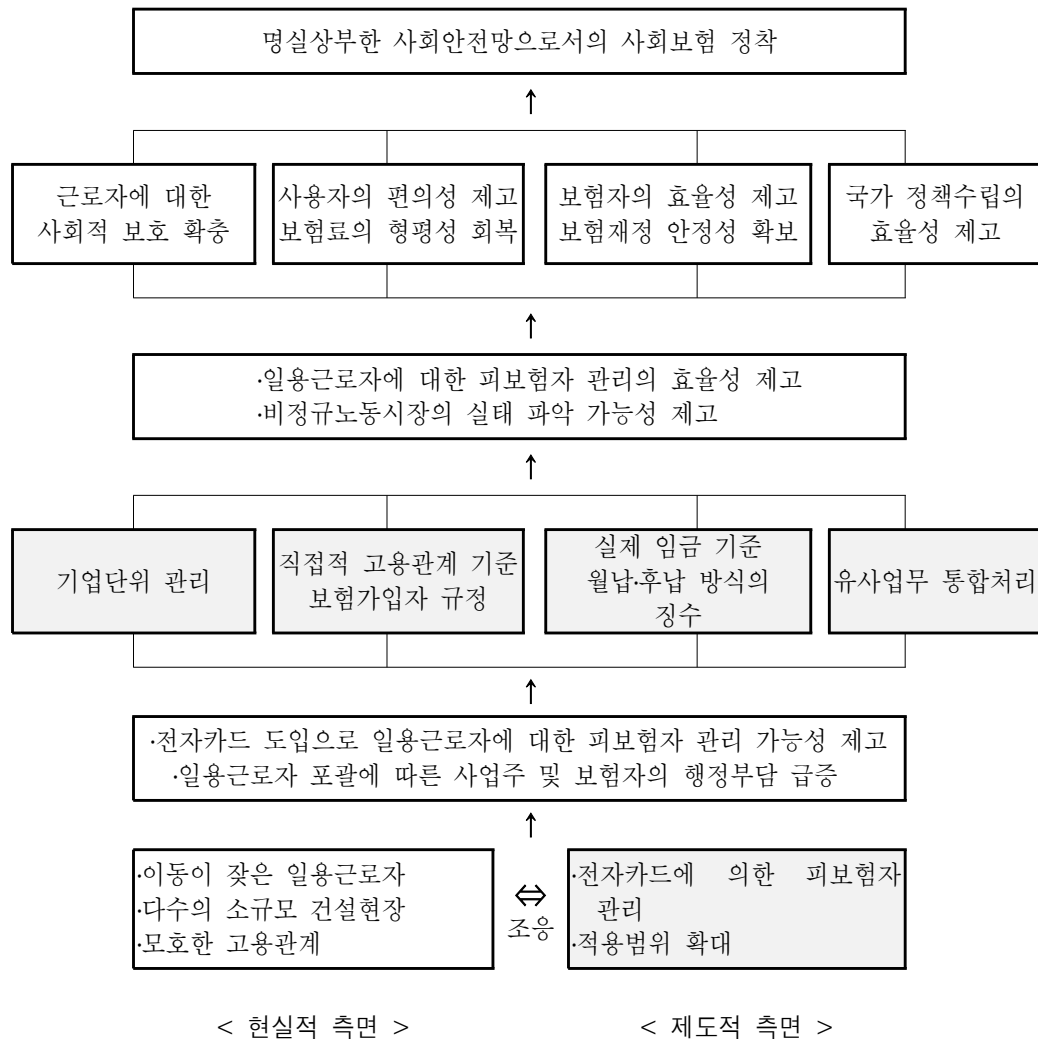 명실상부한 사회안전망으로서의 사회보험 정착
↑
근로자에 대한
사회적 보호 확충
사용자의 편의성 제고
보험료의 형평성 회복
보험자의 효율성 제고
보험재정 안정성 확보
국가 정책수립의
효율성 제고
↑
·일용근로자에 대한 피보험자 관리의 효율성 제고
·비정규노동시장의 실태 파악 가능성 제고
↑
기업단위 관리
직접적 고용관계 기준
보험가입자 규정
실제 임금 기준
월납·후납 방식의
징수
유사업무 통합처리
↑
·전자카드 도입으로 일용근로자에 대한 피보험자 관리 가능성 제고
·일용근로자 포괄에 따른 사업주 및 보험자의 행정부담 급증
↑
·이동이 잦은 일용근로자
·다수의 소규모 건설현장
·모호한 고용관계
⇔
조응
·전자카드에 의한 피보험자
관리
·적용범위 확대
< 현실적 측면 >
< 제도적 측면 >